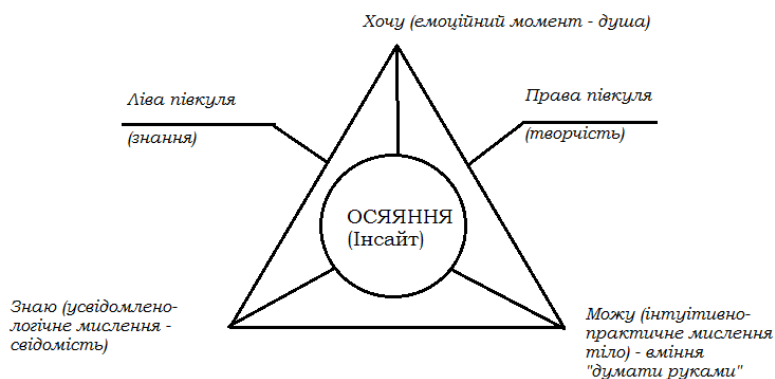 Хочу (емоційний момент - душа)
Ліва півкуля
(знання)
Права півкуля
(творчість)
ОСЯЯННЯ
(Інсайт)
Знаю (усвідомлено-
логічне мислення -
свідомість)
Можу (інтуітивно-
практичне мислення
тіло) - вміння
"думати руками"